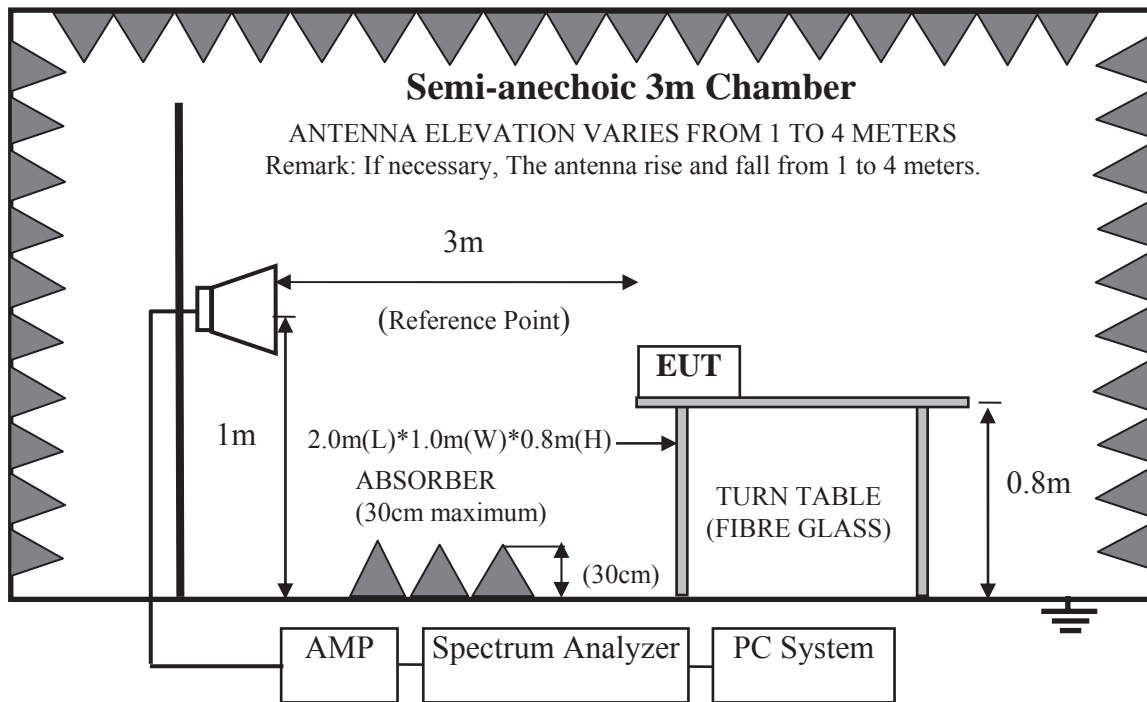 Semi-anechoic 3m Chamber
ANTENNA ELEVATION VARIES FROM 1 TO 4 METERS
Remark: If necessary, The antenna rise and fall from 1 to 4 meters.
3m
(Reference Point)
EUT
1m
2.0m(L)*1.0m(W)*0.8m(H)
ABSORBER
(30cm maximum)
TURN TABLE
(FIBRE GLASS)
0.8m
(30cm)
AMP
Spectrum Analyzer
PC System